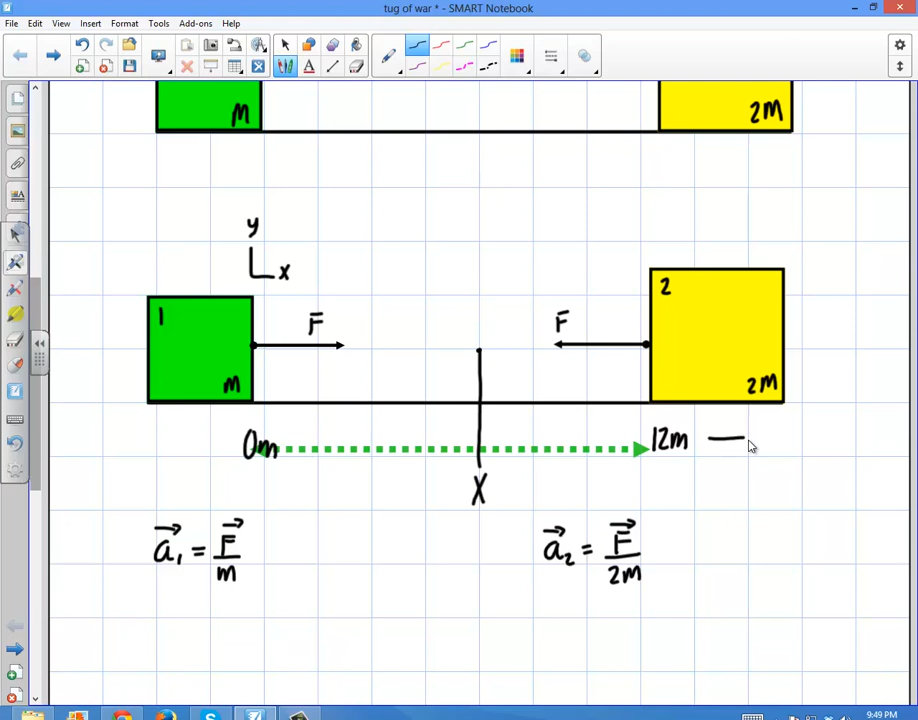 tug of war * - SMART Notebook
File Edit View Insert Format Tools Add-ons Help
M 2M
y
x
1 F M
F 2 2M
0m 12m —
X
a₁ = F/m
a₂ = F/2M
9:49 PM